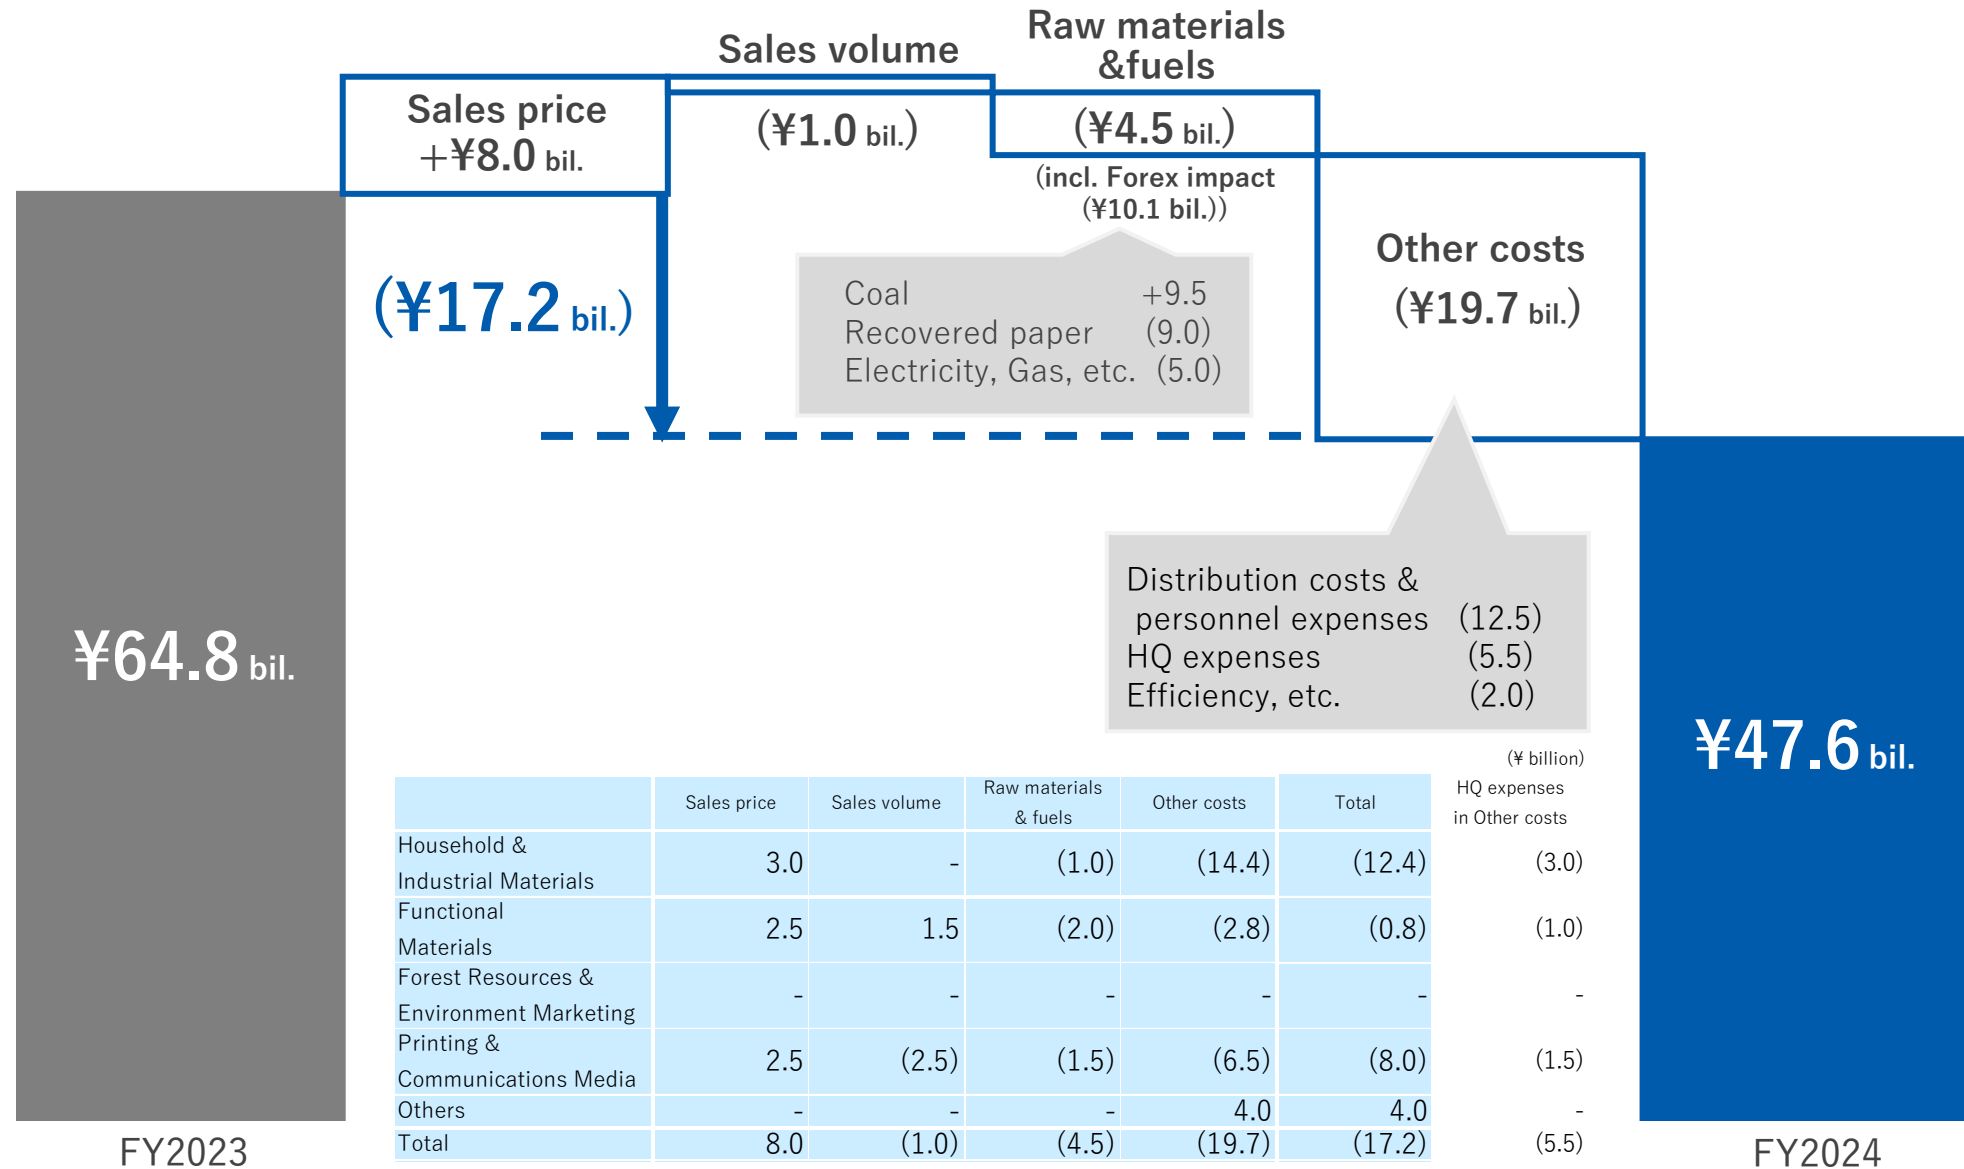 Sales price
+¥8.0 bil.
Sales volume
(¥1.0 bil.)
Raw materials
&fuels
(¥4.5 bil.)
(incl. Forex impact
(¥10.1 bil.))
Coal +9.5
Recovered paper (9.0)
Electricity, Gas, etc. (5.0)
Other costs
(¥19.7 bil.)
(¥17.2 bil.)
Distribution costs &
personnel expenses (12.5)
HQ expenses (5.5)
Efficiency, etc. (2.0)
¥64.8 bil.
FY2023
¥47.6 bil.
FY2024
(¥ billion)
Sales price Sales volume Raw materials & fuels Other costs Total HQ expenses in Other costs
Household &
Industrial Materials 3.0 - (1.0) (14.4) (12.4) (3.0)
Functional
Materials 2.5 1.5 (2.0) (2.8) (0.8) (1.0)
Forest Resources &
Environment Marketing - - - - - -
Printing &
Communications Media 2.5 (2.5) (1.5) (6.5) (8.0) (1.5)
Others - - - 4.0 4.0 -
Total 8.0 (1.0) (4.5) (19.7) (17.2) (5.5)